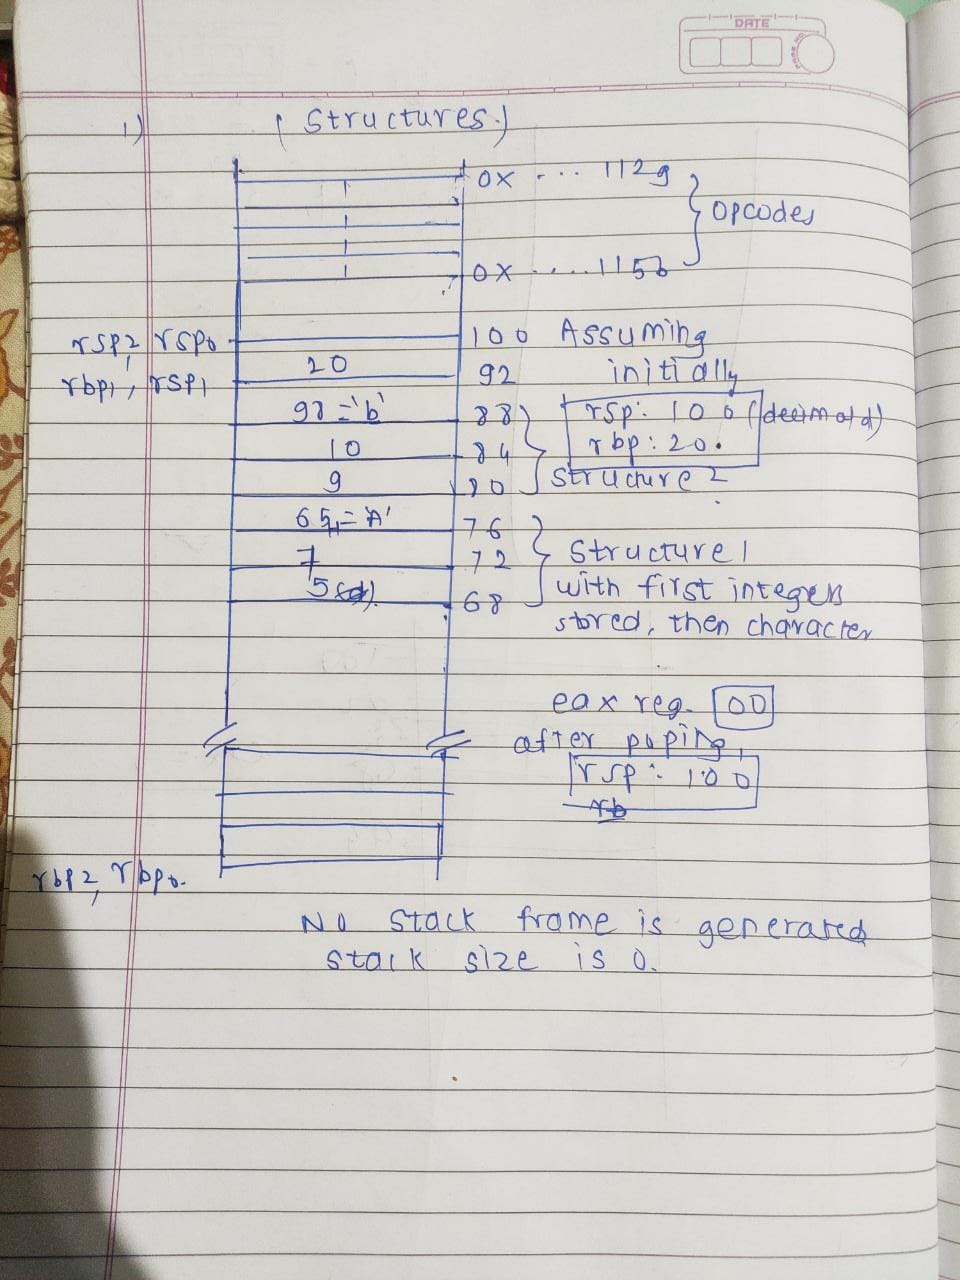 DATE
1) (Structures.)
0x .... 1129
Opcodes
0x .....115b
rsp2, rsp0 100 Assuming
20
rbp1, rsp1 92 initially
98='b' 88 rsp: 100 (decimal)
10 84 rbp: 20.
9 80 Structure 2
65='A' 76
7 72 Structure 1
5 with first integers
68 stored, then character
eax reg. 00
after poping,
rsp: 100
rbp2, rbp0.
No stack frame is generated
stack size is 0.